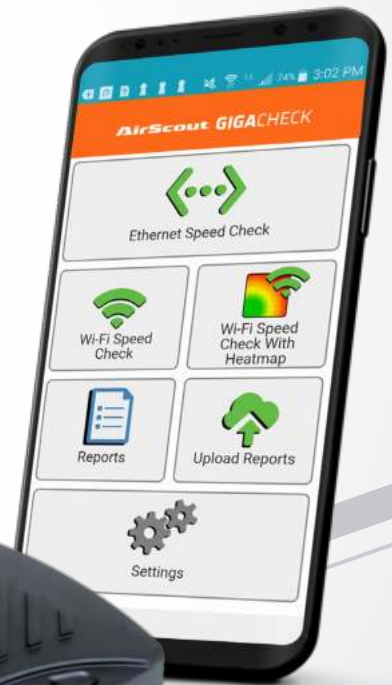 74% 3:02 PM
AirScout GIGACHECK
Ethernet Speed Check
Wi-Fi Speed
Check
Wi-Fi Speed
Check With
Heatmap
Reports
Upload Reports
Settings